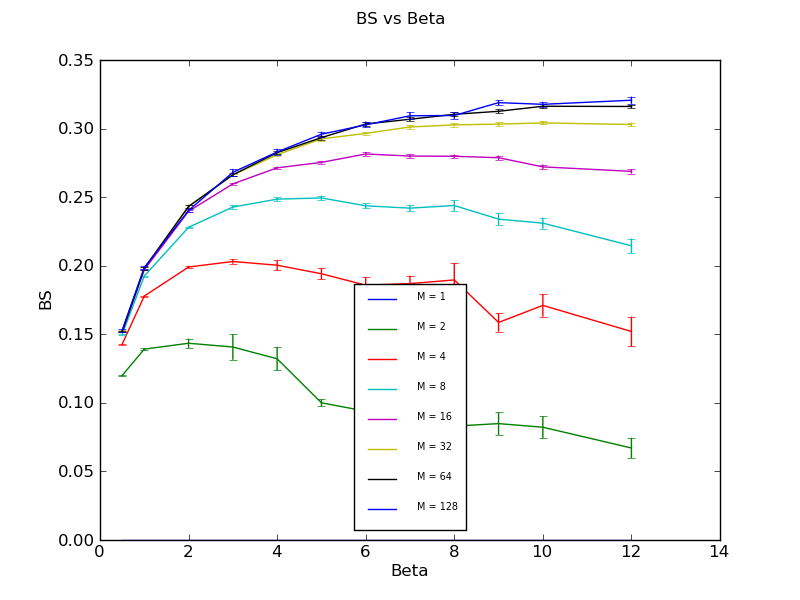 BS vs Beta
0.35
0.30
0.25
0.20
0.15
0.10
0.05
0.00
BS
M = 1
M = 2
M = 4
M = 8
M = 16
M = 32
M = 64
M = 128
0 2 4 6 8 10 12 14
Beta